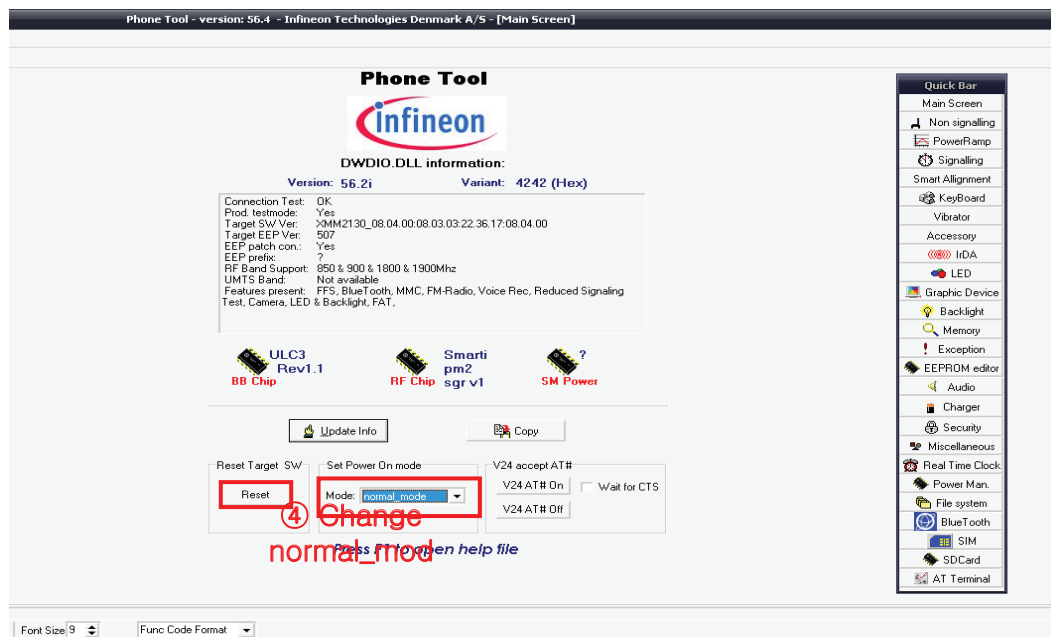 Phone Tool - version: 56.4 - Infineon Technologies Denmark A/S - [Main Screen]
Phone Tool
infineon
DWDIO.DLL information:
Version: 56.2i Variant: 4242 (Hex)
Connection Test: OK
Prod. testmode: Yes
Target SW Ver: XMM2130_08.04.00:08.03.03:22.36.17:08.04.00
Target EEP Ver: 507
EEP patch con.: Yes
EEP prefix: ?
RF Band Support: 850 & 900 & 1800 & 1900Mhz
UMTS Band: Not available
Features present: FFS, BlueTooth, MMC, FM-Radio, Voice Rec, Reduced Signaling
Test, Camera, LED & Backlight, FAT,
ULC3
Rev1.1
BB Chip
Smarti
pm2
sgr v1
RF Chip
?
SM Power
Update Info
Copy
Reset Target SW
Reset
Set Power On mode
Mode: normal_mode
V24 accept AT#
V24 AT# On
Wait for CTS
V24 AT# Off
④ Change
normal_mod
Press F1 to open help file
Quick Bar
Main Screen
Non signalling
PowerRamp
Signalling
Smart Allignment
KeyBoard
Vibrator
Accessory
IrDA
LED
Graphic Device
Backlight
Memory
Exception
EEPROM editor
Audio
Charger
Security
Miscellaneous
Real Time Clock
Power Man.
File system
BlueTooth
SIM
SDCard
AT Terminal
Font Size 9
Func Code Format